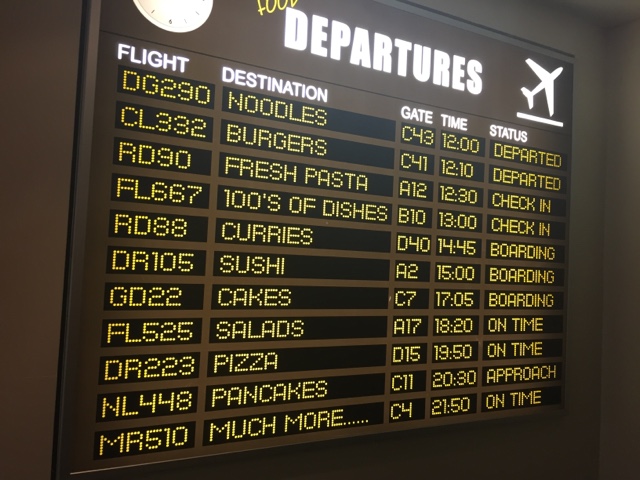 FOOD
DEPARTURES
FLIGHT DESTINATION GATE TIME STATUS
DG290 NOODLES C43 12:00 DEPARTED
CL332 BURGERS C41 12:10 DEPARTED
RD90 FRESH PASTA A12 12:30 CHECK IN
FL667 100'S OF DISHES B10 13:00 CHECK IN
RD88 CURRIES D40 14:45 BOARDING
DR105 SUSHI A2 15:00 BOARDING
GD22 CAKES C7 17:05 BOARDING
FL525 SALADS A17 18:20 ON TIME
DR223 PIZZA D15 19:50 ON TIME
NL448 PANCAKES C11 20:30 APPROACH
MR510 MUCH MORE...... C4 21:50 ON TIME